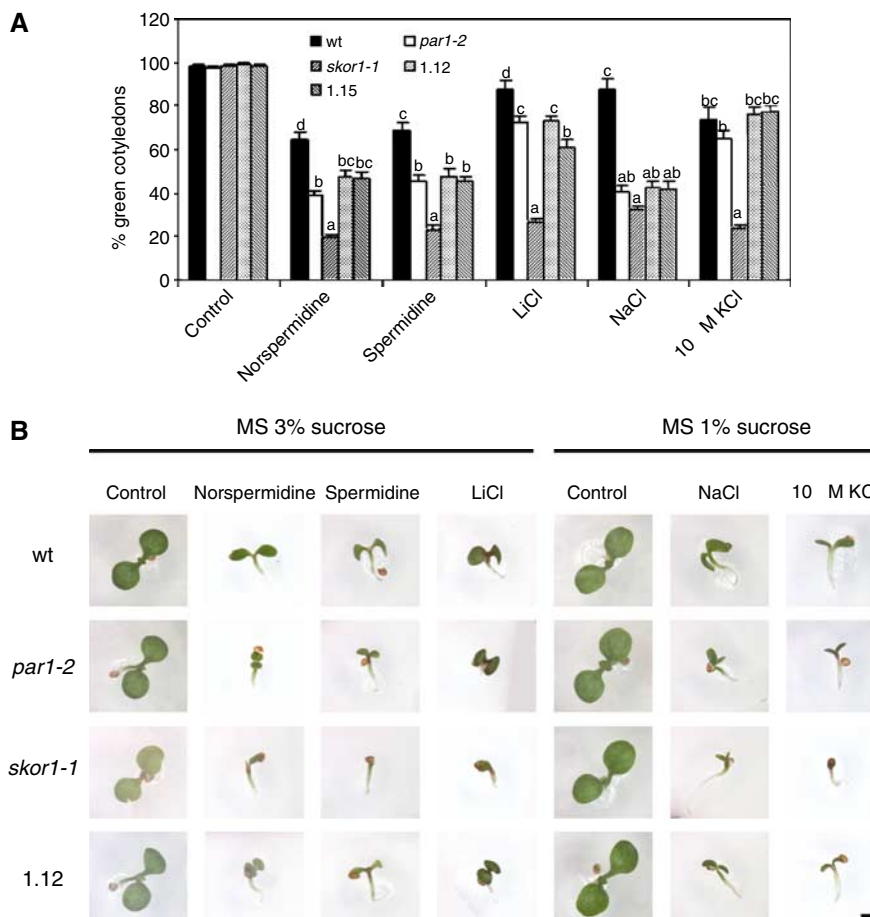 A
120
100
80
60
40
20
0
% green cotyledons
wt
par1-2
skor1-1
1.12
1.15
d
b
a
bc
bc
c
b
a
b
b
d
c
a
c
b
c
ab
a
ab
ab
bc
b
a
bc
bc
Control
Norspermidine
Spermidine
LiCl
NaCl
10 M KCl
B
MS 3% sucrose
MS 1% sucrose
Control Norspermidine Spermidine LiCl Control NaCl 10 M KC
wt
par1-2
skor1-1
1.12